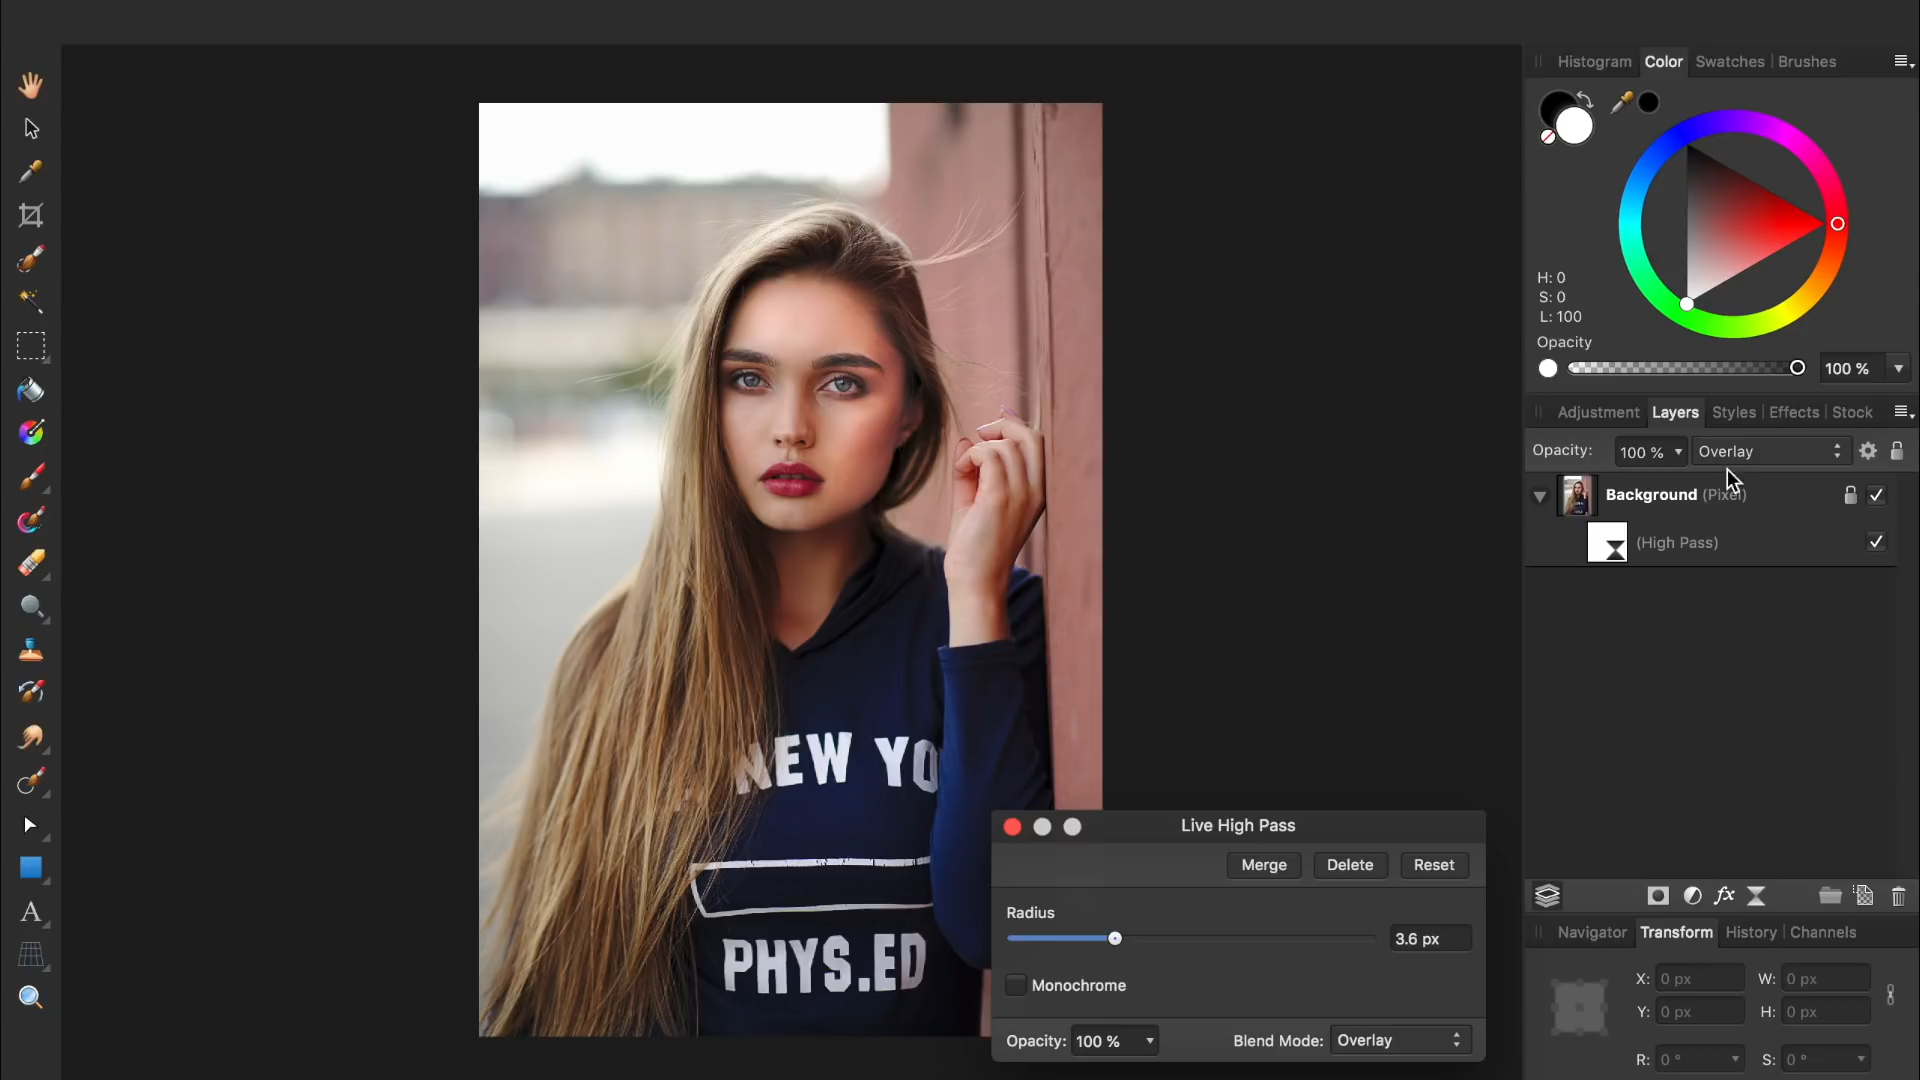 Histogram Color Swatches Brushes
H: 0
S: 0
L: 100
Opacity
100 %
Adjustment Layers Styles Effects Stock
Opacity: 100 % Overlay
Background (Pixel)
(High Pass)
NEW YO
PHYS.ED
Live High Pass
Merge Delete Reset
Radius
3.6 px
Monochrome
Opacity: 100 % Blend Mode: Overlay
fx
Navigator Transform History Channels
X: 0 px W: 0 px
Y: 0 px H: 0 px
R: 0 ° S: 0 °